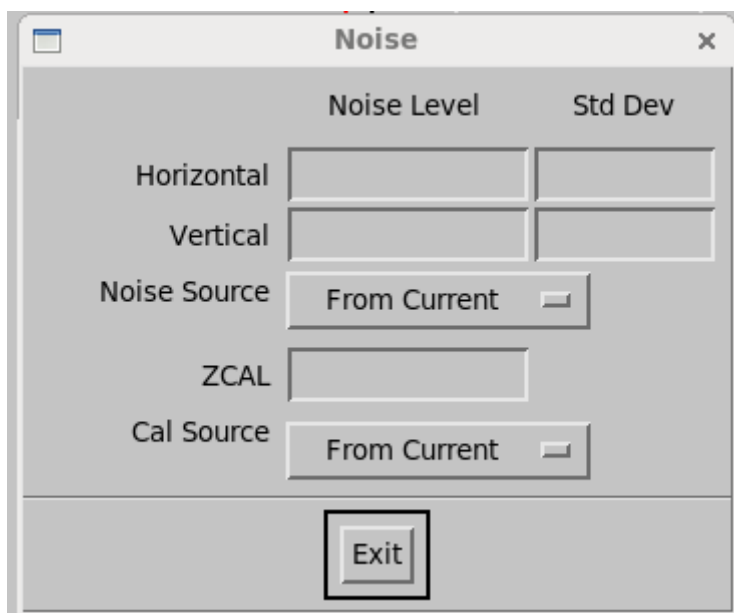 Noise
Noise Level Std Dev
Horizontal
Vertical
Noise Source From Current
ZCAL
Cal Source From Current
Exit